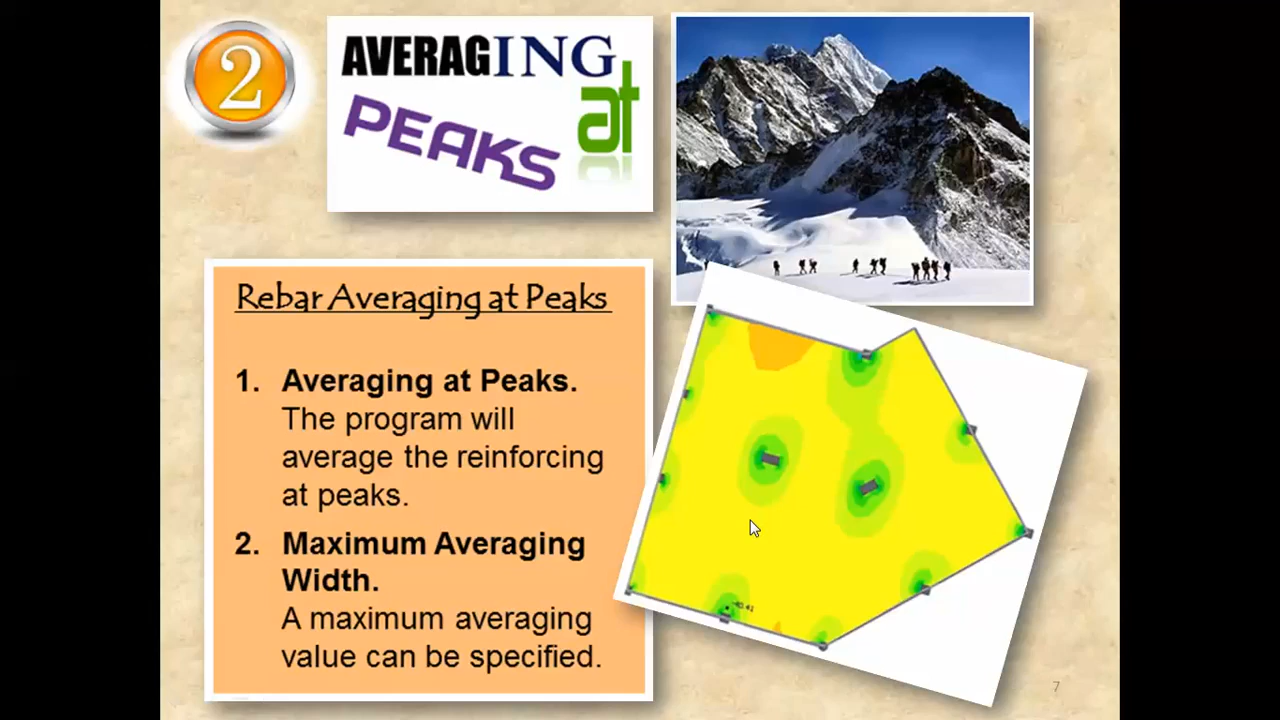 2
AVERAGING
at
PEAKS
Rebar Averaging at Peaks
1. Averaging at Peaks.
The program will
average the reinforcing
at peaks.
2. Maximum Averaging
Width.
A maximum averaging
value can be specified.
7